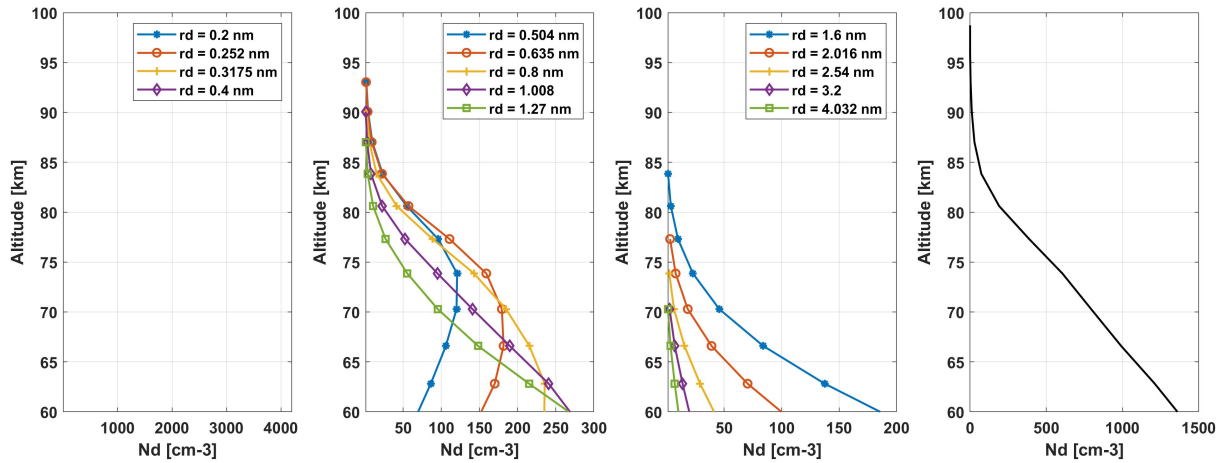 100
95
90
85
80
75
70
65
60
Altitude [km]
1000 2000 3000 4000
Nd [cm-3]
rd = 0.2 nm
rd = 0.252 nm
rd = 0.3175 nm
rd = 0.4 nm
100
95
90
85
80
75
70
65
60
Altitude [km]
50 100 150 200 250 300
Nd [cm-3]
rd = 0.504 nm
rd = 0.635 nm
rd = 0.8 nm
rd = 1.008
rd = 1.27 nm
100
95
90
85
80
75
70
65
60
Altitude [km]
50 100 150 200
Nd [cm-3]
rd = 1.6 nm
rd = 2.016 nm
rd = 2.54 nm
rd = 3.2
rd = 4.032 nm
100
95
90
85
80
75
70
65
60
Altitude [km]
0 500 1000 1500
Nd [cm-3]